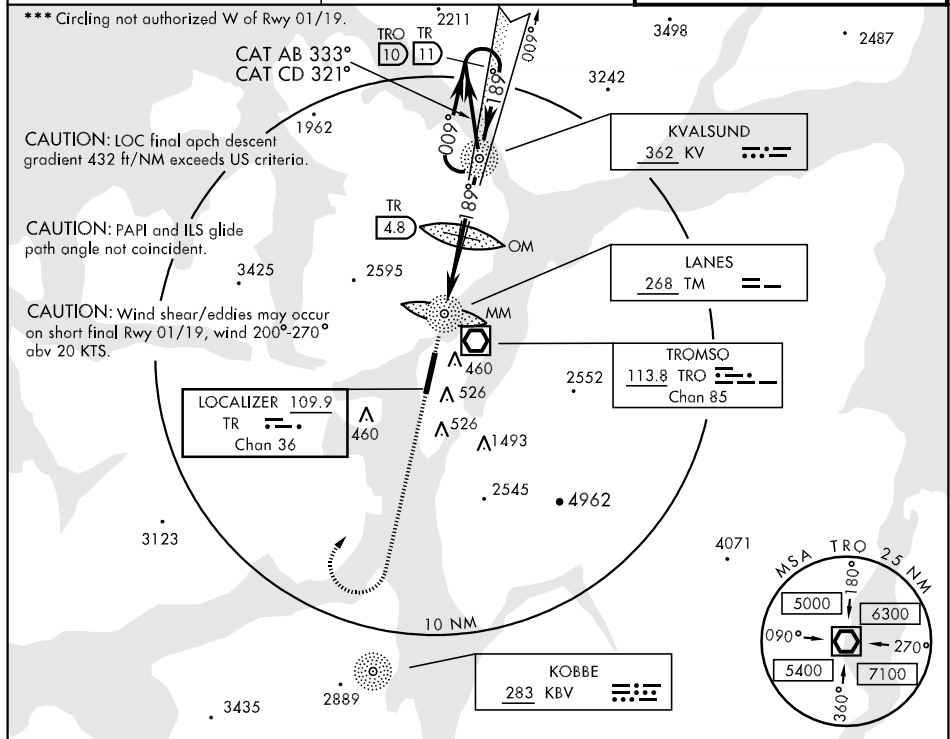 *** Circling not authorized W of Rwy 01/19.
2211
3498
2487
TRO
10
TR
11
009°
CAT AB 333°
CAT CD 321°
189°
3242
1962
CAUTION: LOC final apch descent
gradient 432 ft/NM exceeds US criteria.
009°
KVALSUND
362 KV
189°
TR
4.8
OM
CAUTION: PAPI and ILS glide
path angle not coincident.
3425
2595
LANES
268 TM
CAUTION: Wind shear/eddies may occur
on short final Rwy 01/19, wind 200°-270°
abv 20 KTS.
MM
460
TROMSO
113.8 TRO
Chan 85
2552
526
LOCALIZER 109.9
TR
Chan 36
460
526
1493
2545
4962
3123
4071
MSA TRO 25 NM
180°
5000
6300
090°
270°
5400
7100
360°
10 NM
KOBBE
283 KBV
2889
3435